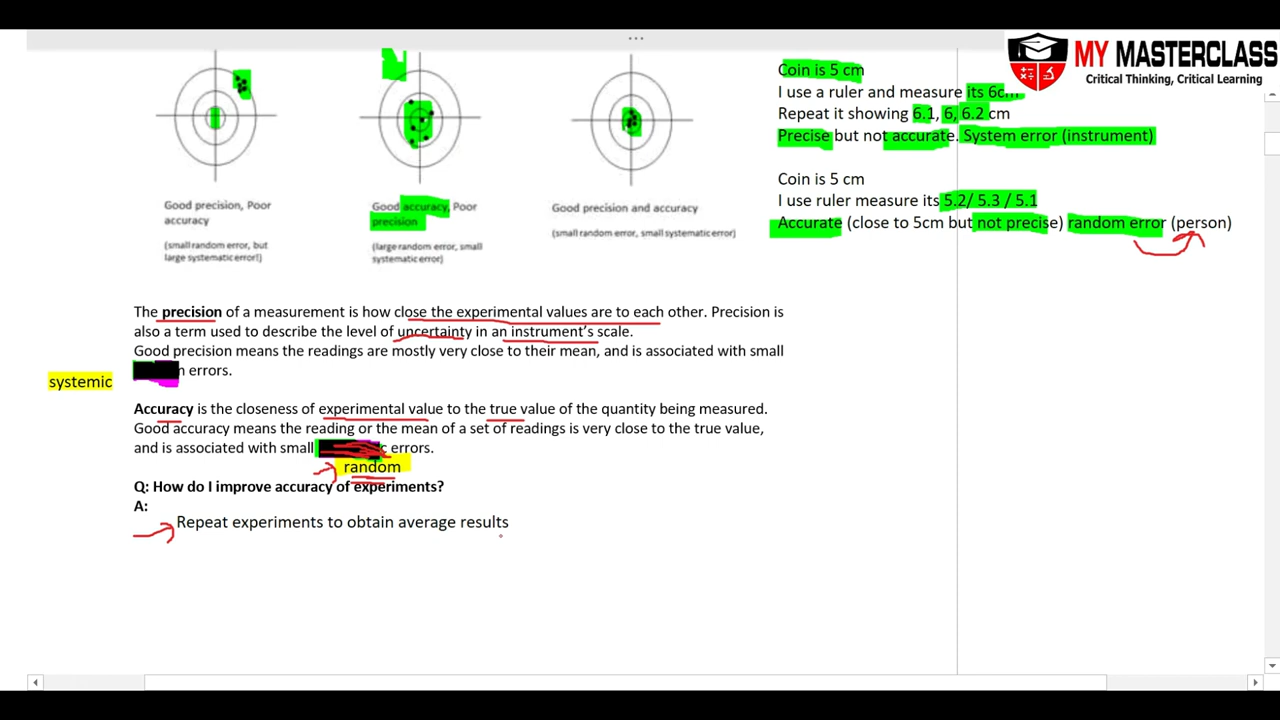 MY MASTERCLASS
Critical Thinking, Critical Learning
Good precision, Poor
accuracy
(small random error, but
large systematic error!)
Good accuracy, Poor
precision
(large random error, small
systematic error)
Good precision and accuracy
(small random error, small systematic error)
Coin is 5 cm
I use a ruler and measure its 6cm
Repeat it showing 6.1, 6, 6.2 cm
Precise but not accurate. System error (instrument)
Coin is 5 cm
I use ruler measure its 5.2/ 5.3 / 5.1
Accurate (close to 5cm but not precise) random error (person)
The precision of a measurement is how close the experimental values are to each other. Precision is
also a term used to describe the level of uncertainty in an instrument's scale.
Good precision means the readings are mostly very close to their mean, and is associated with small
errors.
systemic
Accuracy is the closeness of experimental value to the true value of the quantity being measured.
Good accuracy means the reading or the mean of a set of readings is very close to the true value,
and is associated with small errors.
random
Q: How do I improve accuracy of experiments?
A:
Repeat experiments to obtain average results